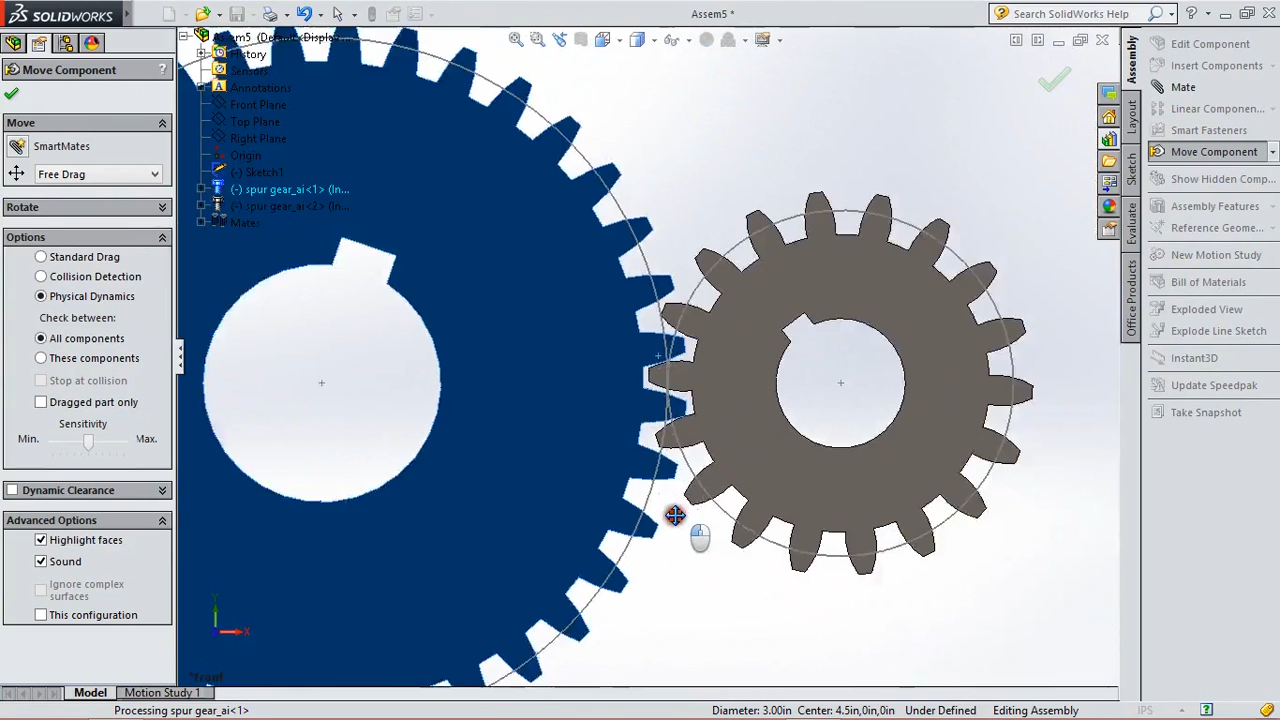 SOLIDWORKS
Assem5 *
Search SolidWorks Help
Move Component
?
Move
SmartMates
Free Drag
Rotate
Options
Standard Drag
Collision Detection
Physical Dynamics
Check between:
All components
These components
Stop at collision
Dragged part only
Sensitivity
Min.
Max.
Dynamic Clearance
Advanced Options
Highlight faces
Sound
Ignore complex
surfaces
This configuration
History
Sensors
Annotations
Front Plane
Top Plane
Right Plane
Origin
(-) Sketch1
(-) spur gear_ai<1> (In...
(-) spur gear_ai<2> (In...
Mates
Y
X
*Front
Assembly
Layout
Sketch
Evaluate
Office Products
Edit Component
Insert Components
Mate
Linear Componen...
Smart Fasteners
Move Component
Show Hidden Comp...
Assembly Features
Reference Geome...
New Motion Study
Bill of Materials
Exploded View
Explode Line Sketch
Instant3D
Update Speedpak
Take Snapshot
Model
Motion Study 1
Processing spur gear_ai<1>
Diameter: 3.00in
Center: 4.5in,0in,0in
Under Defined
Editing Assembly
IPS